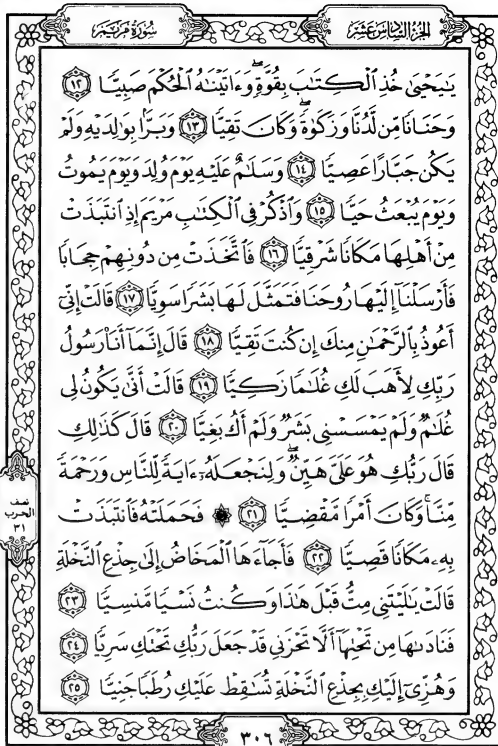 سُورَةُ مَرْيَمَ
الجُزْءُ السَّادِسَ عَشَرَ
يَٰيَحْيَىٰ خُذِ ٱلْكِتَٰبَ بِقُوَّةٍۖ وَءَاتَيْنَٰهُ ٱلْحُكْمَ صَبِيًّا ﴿١٢﴾
وَحَنَانًا مِّن لَّدُنَّا وَزَكَوٰةًۖ وَكَانَ تَقِيًّا ﴿١٣﴾ وَبَرًّۢا بِوَٰلِدَيْهِ وَلَمْ
يَكُن جَبَّارًا عَصِيًّا ﴿١٤﴾ وَسَلَٰمٌ عَلَيْهِ يَوْمَ وُلِدَ وَيَوْمَ يَمُوتُ
وَيَوْمَ يُبْعَثُ حَيًّا ﴿١٥﴾ وَٱذْكُرْ فِى ٱلْكِتَٰبِ مَرْيَمَ إِذِ ٱنتَبَذَتْ
مِنْ أَهْلِهَا مَكَانًا شَرْقِيًّا ﴿١٦﴾ فَٱتَّخَذَتْ مِن دُونِهِمْ حِجَابًا
فَأَرْسَلْنَآ إِلَيْهَا رُوحَنَا فَتَمَثَّلَ لَهَا بَشَرًا سَوِيًّا ﴿١٧﴾ قَالَتْ إِنِّىٓ
أَعُوذُ بِٱلرَّحْمَٰنِ مِنكَ إِن كُنتَ تَقِيًّا ﴿١٨﴾ قَالَ إِنَّمَآ أَنَا۠ رَسُولُ
رَبِّكِ لِأَهَبَ لَكِ غُلَٰمًا زَكِيًّا ﴿١٩﴾ قَالَتْ أَنَّىٰ يَكُونُ لِى
غُلَٰمٌ وَلَمْ يَمْسَسْنِى بَشَرٌ وَلَمْ أَكُ بَغِيًّا ﴿٢٠﴾ قَالَ كَذَٰلِكِ
قَالَ رَبُّكِ هُوَ عَلَىَّ هَيِّنٌۖ وَلِنَجْعَلَهُۥٓ ءَايَةً لِّلنَّاسِ وَرَحْمَةً
مِّنَّاۚ وَكَانَ أَمْرًا مَّقْضِيًّا ﴿٢١﴾ ۞ فَحَمَلَتْهُ فَٱنتَبَذَتْ
بِهِۦ مَكَانًا قَصِيًّا ﴿٢٢﴾ فَأَجَآءَهَا ٱلْمَخَاضُ إِلَىٰ جِذْعِ ٱلنَّخْلَةِ
قَالَتْ يَٰلَيْتَنِى مِتُّ قَبْلَ هَٰذَا وَكُنتُ نَسْيًا مَّنسِيًّا ﴿٢٣﴾
فَنَادَىٰهَا مِن تَحْتِهَآ أَلَّا تَحْزَنِى قَدْ جَعَلَ رَبُّكِ تَحْتَكِ سَرِيًّا ﴿٢٤﴾
وَهُزِّىٓ إِلَيْكِ بِجِذْعِ ٱلنَّخْلَةِ تُسَٰقِطْ عَلَيْكِ رُطَبًا جَنِيًّا ﴿٢٥﴾
نصف
الحزب
٣١
٣٠٦